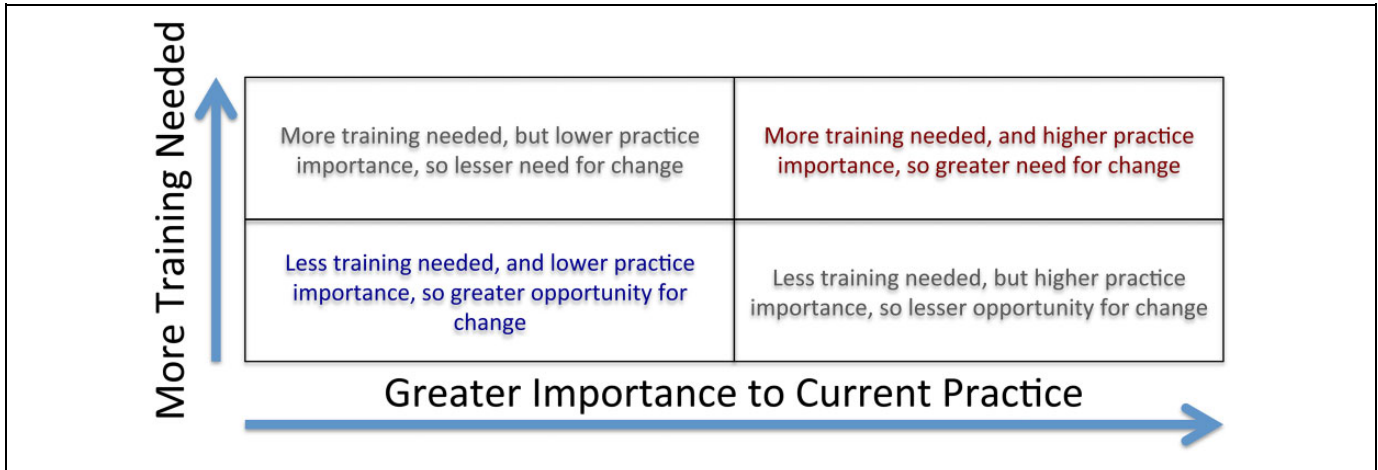 More Training Needed
More training needed, but lower practice
importance, so lesser need for change
More training needed, and higher practice
importance, so greater need for change
Less training needed, and lower practice
importance, so greater opportunity for
change
Less training needed, but higher practice
importance, so lesser opportunity for change
Greater Importance to Current Practice